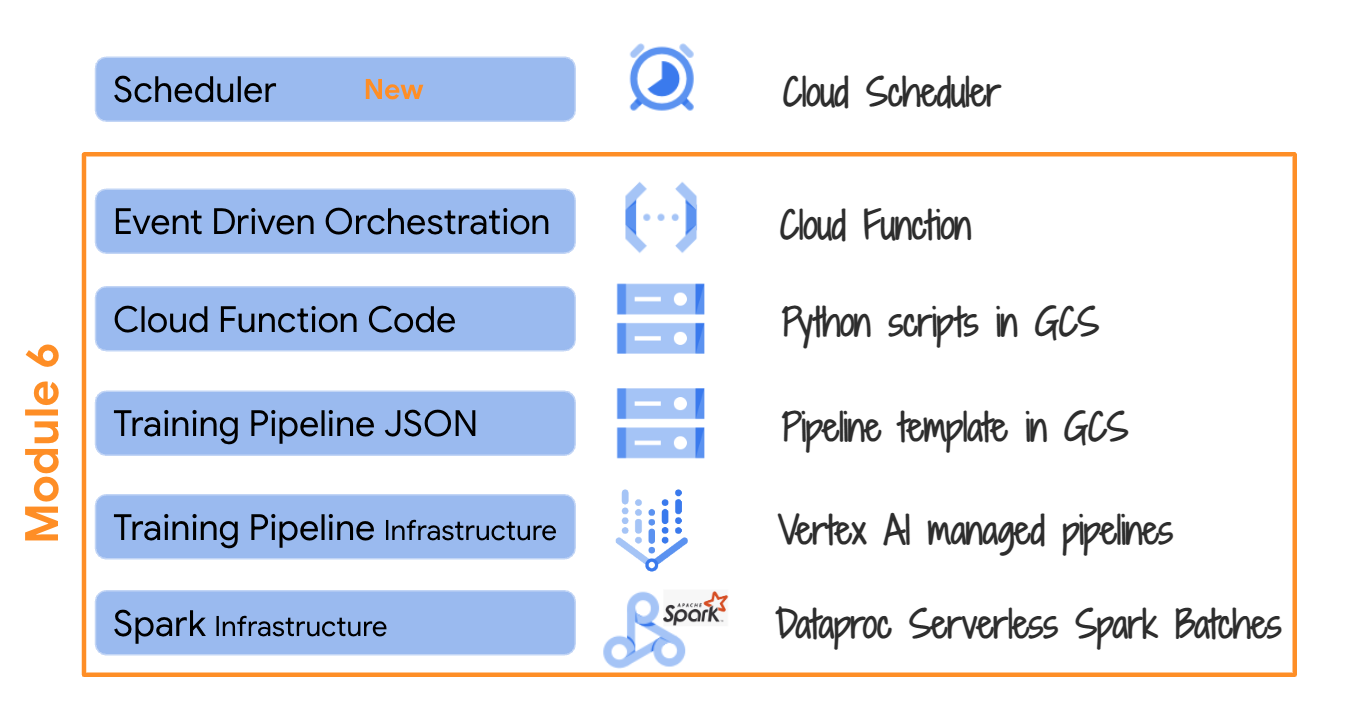 Scheduler New Cloud Scheduler
Event Driven Orchestration Cloud Function
Cloud Function Code Python scripts in GCS
Training Pipeline JSON Pipeline template in GCS
Training Pipeline Infrastructure Vertex AI managed pipelines
Spark Infrastructure APACHE Spark Dataproc Serverless Spark Batches
Module 6